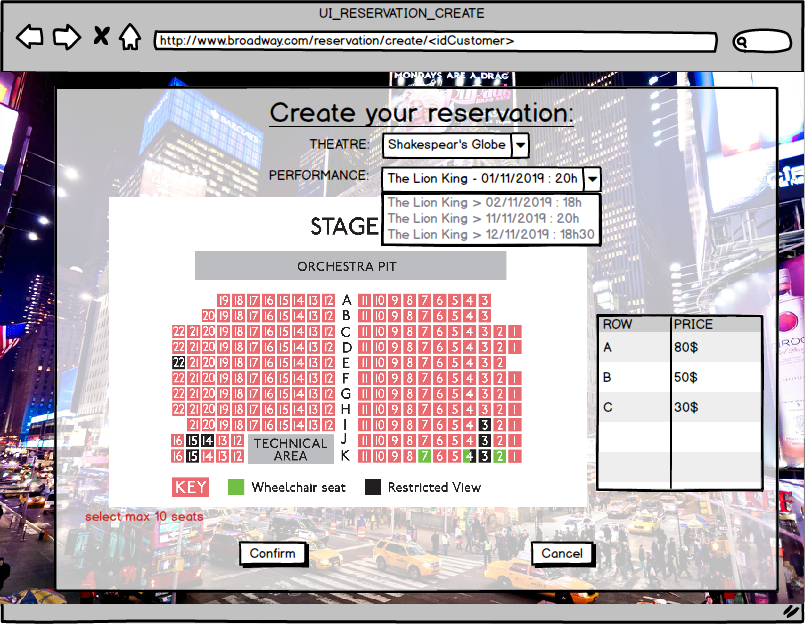 UI_RESERVATION_CREATE
http://www.broadway.com/reservation/create/<idCustomer>
MONDAYS ARE A DRAG
Create your reservation:
THEATRE: Shakespear's Globe
PERFORMANCE: The Lion King - 01/11/2019 : 20h
The Lion King > 02/11/2019 : 18h
The Lion King > 11/11/2019 : 20h
The Lion King > 12/11/2019 : 18h30
STAGE
ORCHESTRA PIT
19 18 17 16 15 14 13 12 A 11 10 9 8 7 6 5 4 3
20 19 18 17 16 15 14 13 12 B 11 10 9 8 7 6 5 4 3
22 21 20 19 18 17 16 15 14 13 12 C 11 10 9 8 7 6 5 4 3 2 1
22 21 20 19 18 17 16 15 14 13 12 D 11 10 9 8 7 6 5 4 3 2 1
22 21 20 19 18 17 16 15 14 13 12 E 11 10 9 8 7 6 5 4 3 2
22 21 20 19 18 17 16 15 14 13 12 F 11 10 9 8 7 6 5 4 3 2 1
22 21 20 19 18 17 16 15 14 13 12 G 11 10 9 8 7 6 5 4 3 2 1
22 21 20 19 18 17 16 15 14 13 12 H 11 10 9 8 7 6 5 4 3 2 1
21 20 19 18 17 16 15 14 13 12 I 11 10 9 8 7 6 5 4 3 2 1
16 15 14 13 12 J 11 10 9 8 7 6 5 4 3 2 1
16 15 14 13 12 K 11 10 9 8 7 6 5 4 3 2 1
TECHNICAL
AREA
KEY Wheelchair seat Restricted View
ROW PRICE
A 80$
B 50$
C 30$
select max 10 seats
Confirm Cancel